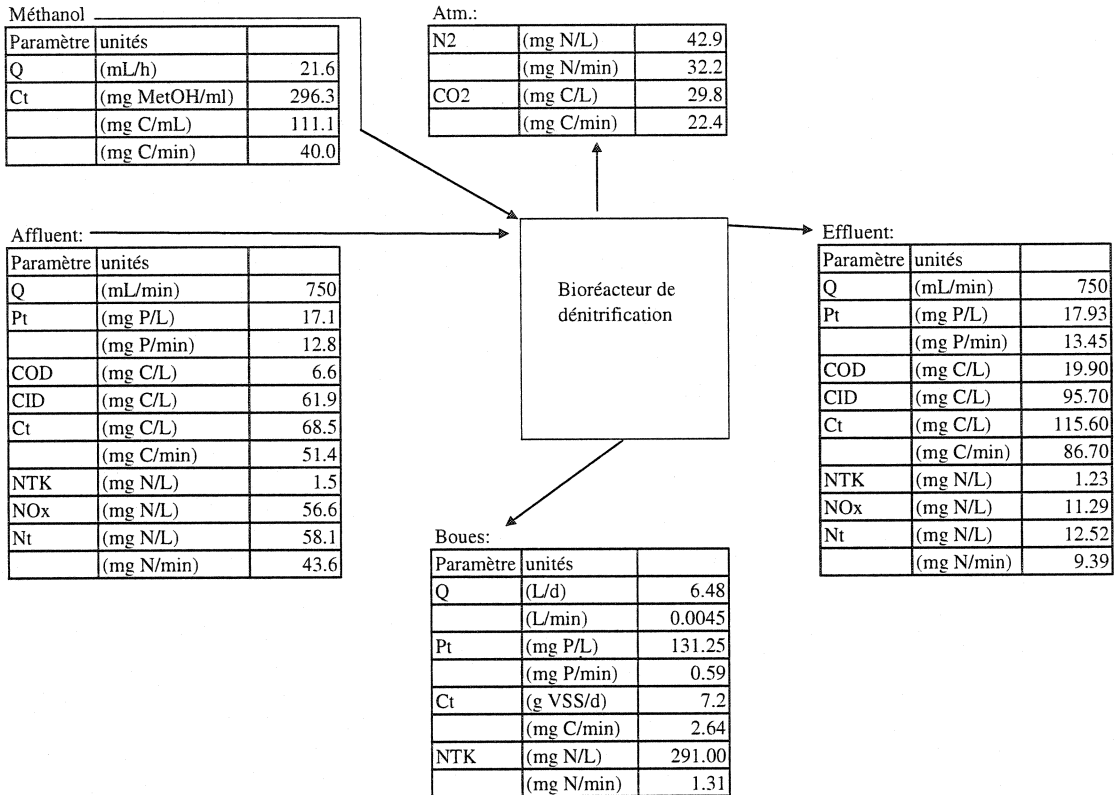 Méthanol
Paramètre unités
Q (mL/h) 21.6
Ct (mg MetOH/ml) 296.3
(mg C/mL) 111.1
(mg C/min) 40.0
Atm.:
N2 (mg N/L) 42.9
(mg N/min) 32.2
CO2 (mg C/L) 29.8
(mg C/min) 22.4
Affluent:
Paramètre unités
Q (mL/min) 750
Pt (mg P/L) 17.1
(mg P/min) 12.8
COD (mg C/L) 6.6
CID (mg C/L) 61.9
Ct (mg C/L) 68.5
(mg C/min) 51.4
NTK (mg N/L) 1.5
NOx (mg N/L) 56.6
Nt (mg N/L) 58.1
(mg N/min) 43.6
Bioréacteur de
dénitrification
Effluent:
Paramètre unités
Q (mL/min) 750
Pt (mg P/L) 17.93
(mg P/min) 13.45
COD (mg C/L) 19.90
CID (mg C/L) 95.70
Ct (mg C/L) 115.60
(mg C/min) 86.70
NTK (mg N/L) 1.23
NOx (mg N/L) 11.29
Nt (mg N/L) 12.52
(mg N/min) 9.39
Boues:
Paramètre unités
Q (L/d) 6.48
(L/min) 0.0045
Pt (mg P/L) 131.25
(mg P/min) 0.59
Ct (g VSS/d) 7.2
(mg C/min) 2.64
NTK (mg N/L) 291.00
(mg N/min) 1.31